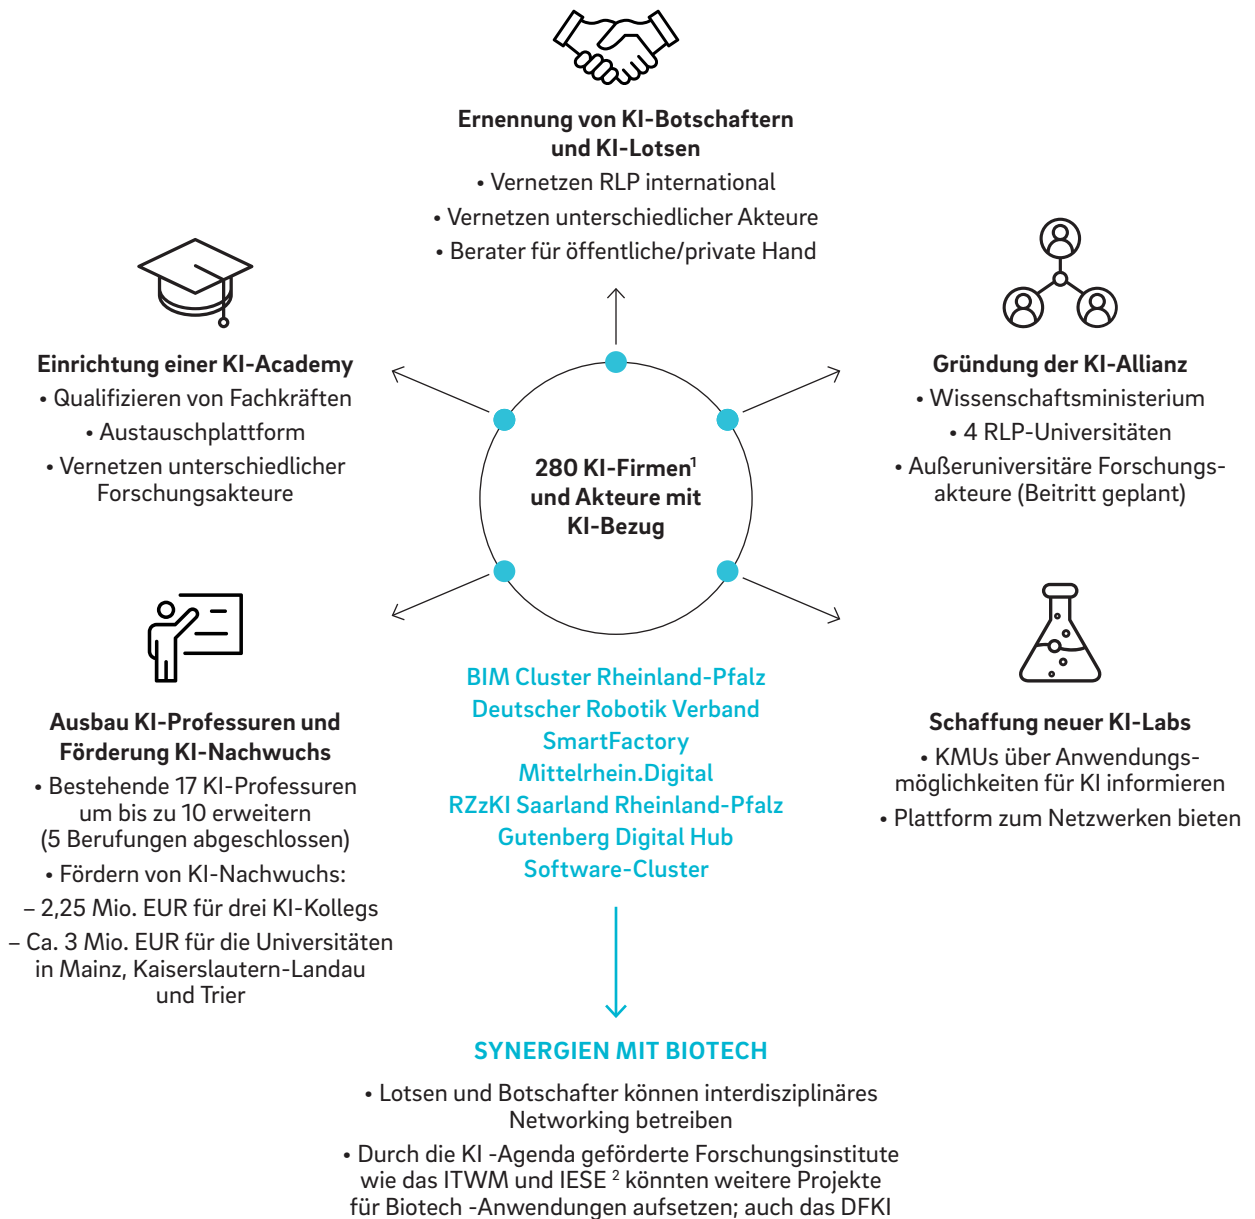 Ernennung von KI-Botschaftern
und KI-Lotsen
• Vernetzen RLP international
• Vernetzen unterschiedlicher Akteure
• Berater für öffentliche/private Hand
Einrichtung einer KI-Academy
• Qualifizieren von Fachkräften
• Austauschplattform
• Vernetzen unterschiedlicher
Forschungsakteure
280 KI-Firmen¹
und Akteure mit
KI-Bezug
Gründung der KI-Allianz
• Wissenschaftsministerium
• 4 RLP-Universitäten
• Außeruniversitäre Forschungs-
akteure (Beitritt geplant)
Ausbau KI-Professuren und
Förderung KI-Nachwuchs
• Bestehende 17 KI-Professuren
um bis zu 10 erweitern
(5 Berufungen abgeschlossen)
• Fördern von KI-Nachwuchs:
– 2,25 Mio. EUR für drei KI-Kollegs
– Ca. 3 Mio. EUR für die Universitäten
in Mainz, Kaiserslautern-Landau
und Trier
BIM Cluster Rheinland-Pfalz
Deutscher Robotik Verband
SmartFactory
Mittelrhein.Digital
RZzKI Saarland Rheinland-Pfalz
Gutenberg Digital Hub
Software-Cluster
Schaffung neuer KI-Labs
• KMUs über Anwendungs-
möglichkeiten für KI informieren
• Plattform zum Netzwerken bieten
SYNERGIEN MIT BIOTECH
• Lotsen und Botschafter können interdisziplinäres
Networking betreiben
• Durch die KI -Agenda geförderte Forschungsinstitute
wie das ITWM und IESE ² könnten weitere Projekte
für Biotech -Anwendungen aufsetzen; auch das DFKI